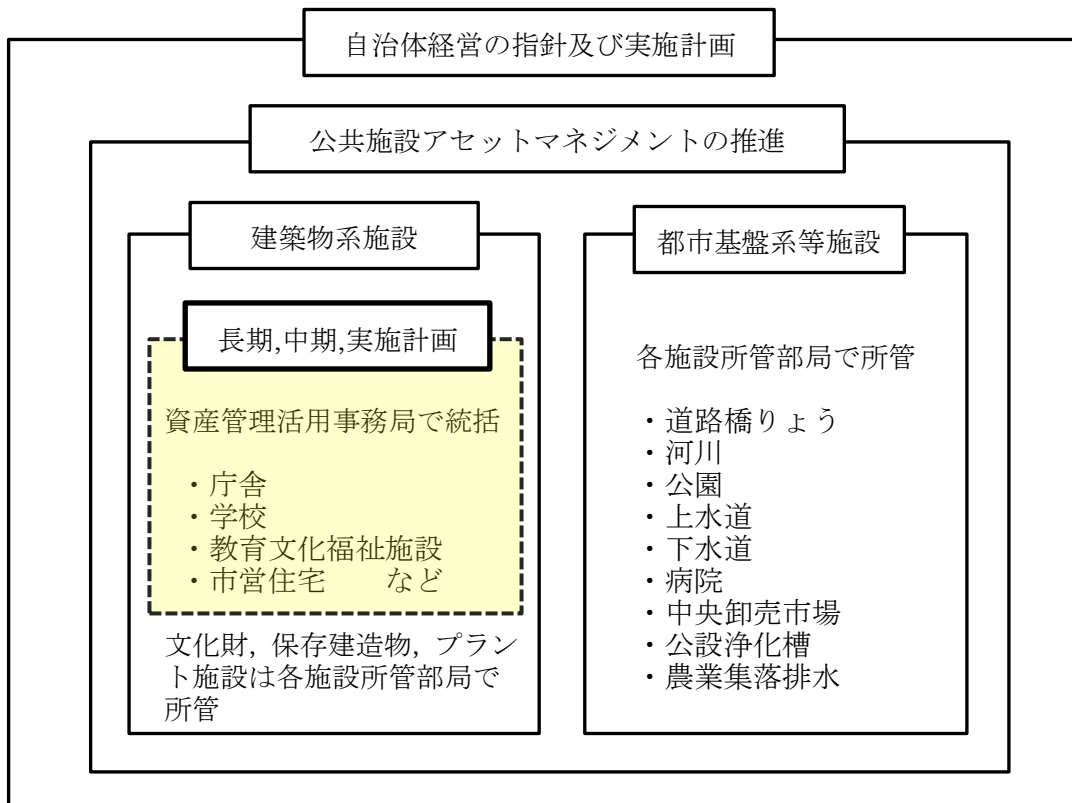 自治体経営の指針及び実施計画
公共施設アセットマネジメントの推進
建築物系施設
長期,中期,実施計画
資産管理活用事務局で統括
・庁舎
・学校
・教育文化福祉施設
・市営住宅　　など
文化財, 保存建造物, プラン
ト施設は各施設所管部局で
所管
都市基盤系等施設
各施設所管部局で所管
・道路橋りょう
・河川
・公園
・上水道
・下水道
・病院
・中央卸売市場
・公設浄化槽
・農業集落排水